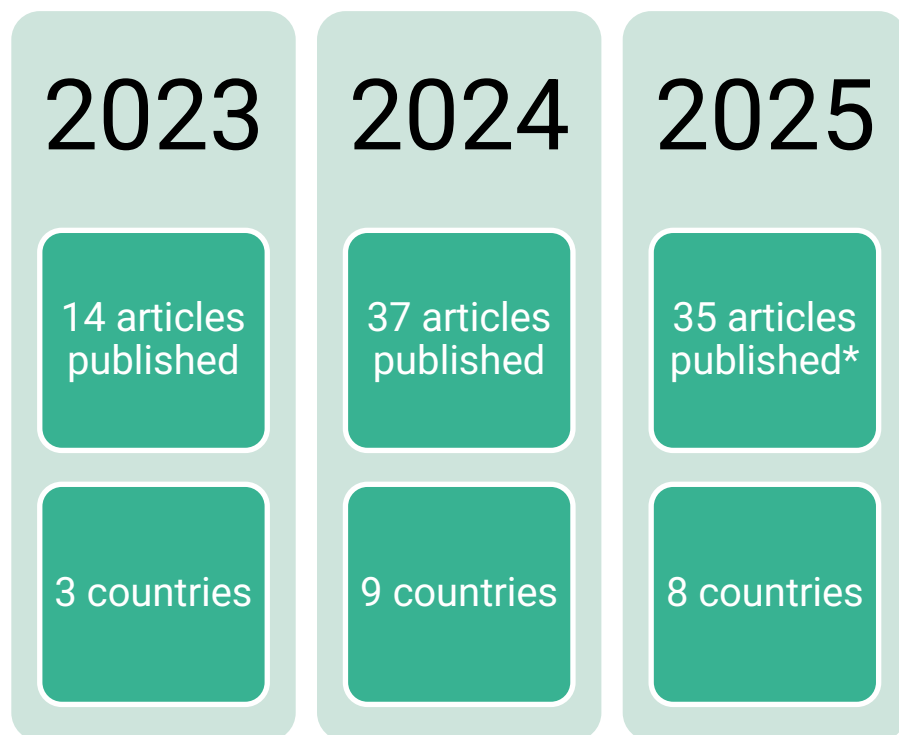 2023
14 articles
published
3 countries
2024
37 articles
published
9 countries
2025
35 articles
published*
8 countries